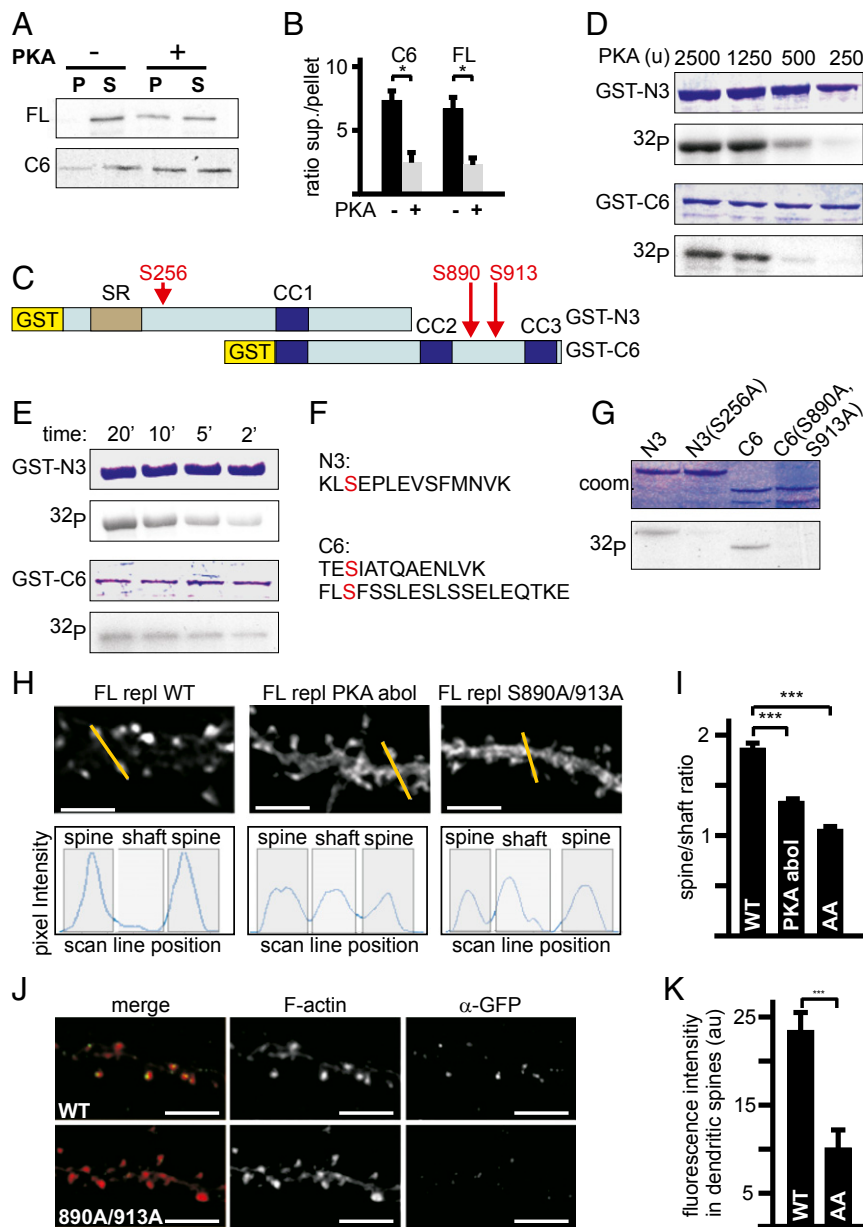 A
PKA - +
P S P S
FL
C6
B
C6 FL
* *
ratio sup./pellet
10
5
PKA - + - +
D
PKA (u) 2500 1250 500 250
GST-N3
32P
GST-C6
32P
C
S256 S890 S913
SR CC1
GST
GST-N3
CC2 CC3
GST
GST-C6
E
time: 20' 10' 5' 2'
GST-N3
32P
GST-C6
32P
F
N3:
KLSEPLEVSFMNVK
C6:
TESIATQAENLVK
FLSFSSLESLSSELEQTKE
G
N3 N3(S256A) C6 C6(S890A,
S913A)
coom.
32P
H
FL repl WT FL repl PKA abol FL repl S890A/913A
spine shaft spine spine shaft spine spine shaft spine
pixel Intensity
scan line position scan line position scan line position
I
***
***
spine/shaft ratio
2
1
WT PKA abol AA
J
merge F-actin α-GFP
WT
890A/913A
K
***
fluorescence intensitiy
in dendritic spines (au)
25
15
5
WT AA